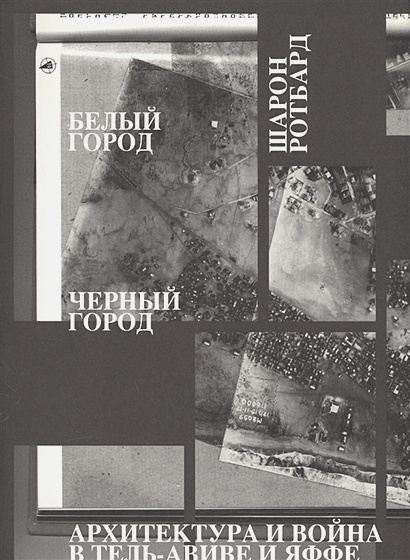 БЕЛЫЙ
ГОРОД
ШАРОН
РОТБАРД
ЧЕРНЫЙ
ГОРОД
АРХИТЕКТУРА И ВОЙНА
В ТЕЛЬ-АВИВЕ И ЯФФЕ